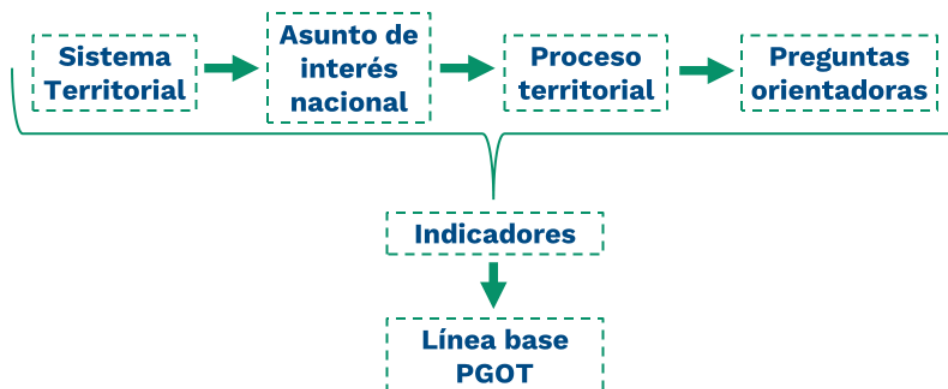 Sistema
Territorial
Asunto de
interés
nacional
Proceso
territorial
Preguntas
orientadoras
Indicadores
Línea base
PGOT